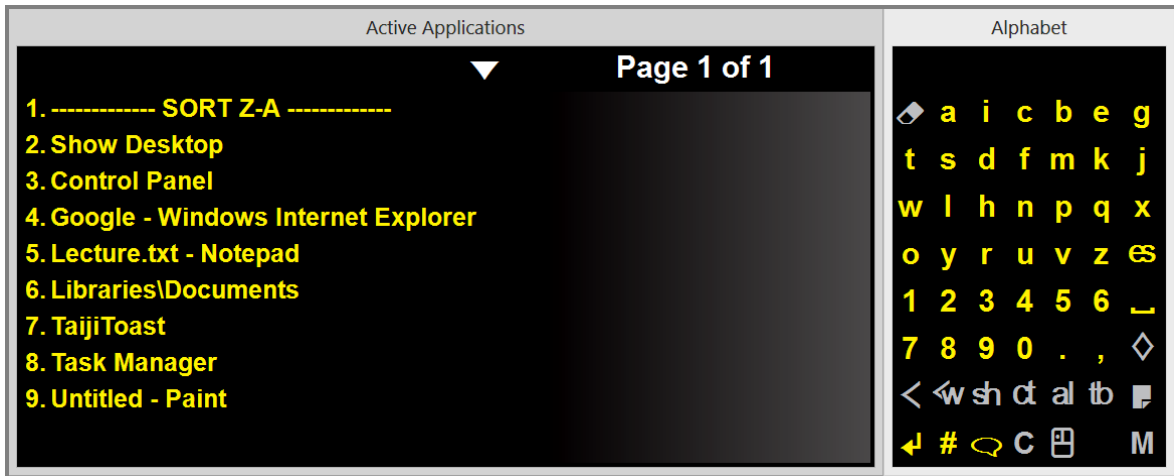 Active Applications
Page 1 of 1
1. ------------- SORT Z-A -------------
2. Show Desktop
3. Control Panel
4. Google - Windows Internet Explorer
5. Lecture.txt - Notepad
6. Libraries\Documents
7. TaijiToast
8. Task Manager
9. Untitled - Paint
Alphabet
a i c b e g
t s d f m k j
w l h n p q x
o y r u v z es
1 2 3 4 5 6
7 8 9 0 . ,
< <w sh ct al tb
# C M